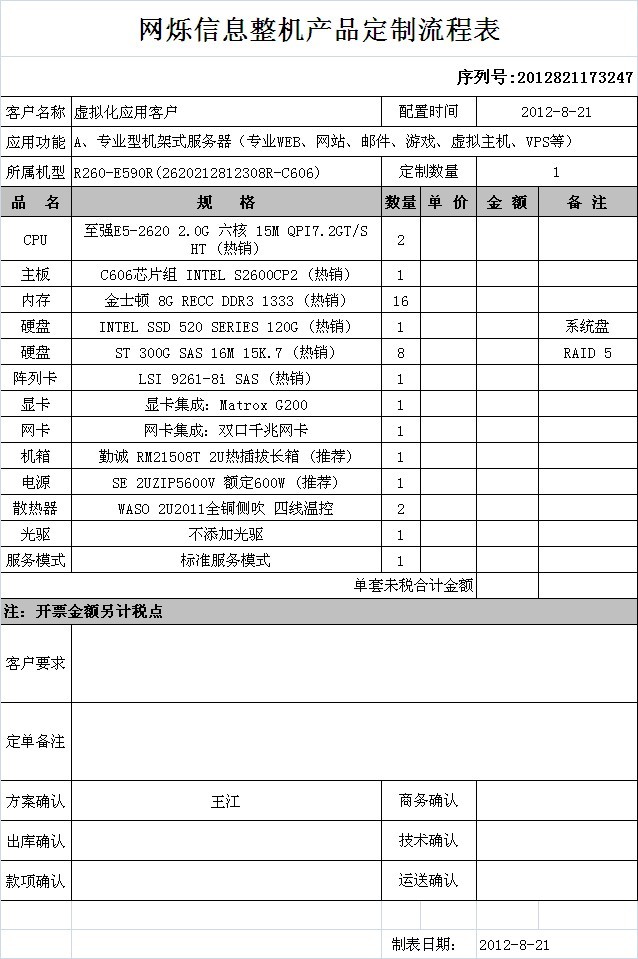 网烁信息整机产品定制流程表
序列号:2012821173247
客户名称 虚拟化应用客户 配置时间 2012-8-21
应用功能 A、专业型机架式服务器（专业WEB、网站、邮件、游戏、虚拟主机、VPS等）
所属机型 R260-E590R(2620212812308R-C606) 定制数量 1
品 名 规 格 数量 单 价 金 额 备 注
CPU 至强E5-2620 2.0G 六核 15M QPI7.2GT/S
HT (热销) 2
主板 C606芯片组 INTEL S2600CP2 (热销) 1
内存 金士顿 8G RECC DDR3 1333 (热销) 16
硬盘 INTEL SSD 520 SERIES 120G (热销) 1 系统盘
硬盘 ST 300G SAS 16M 15K.7 (热销) 8 RAID 5
阵列卡 LSI 9261-8i SAS (热销) 1
显卡 显卡集成: Matrox G200 1
网卡 网卡集成: 双口千兆网卡 1
机箱 勤诚 RM21508T 2U热插拔长箱 (推荐) 1
电源 SE 2UZIP5600V 额定600W (推荐) 1
散热器 WASO 2U2011全铜侧吹 四线温控 2
光驱 不添加光驱 1
服务模式 标准服务模式 1
单套未税合计金额
注: 开票金额另计税点
客户要求
定单备注
方案确认 王江 商务确认
出库确认 技术确认
款项确认 运送确认
制表日期: 2012-8-21